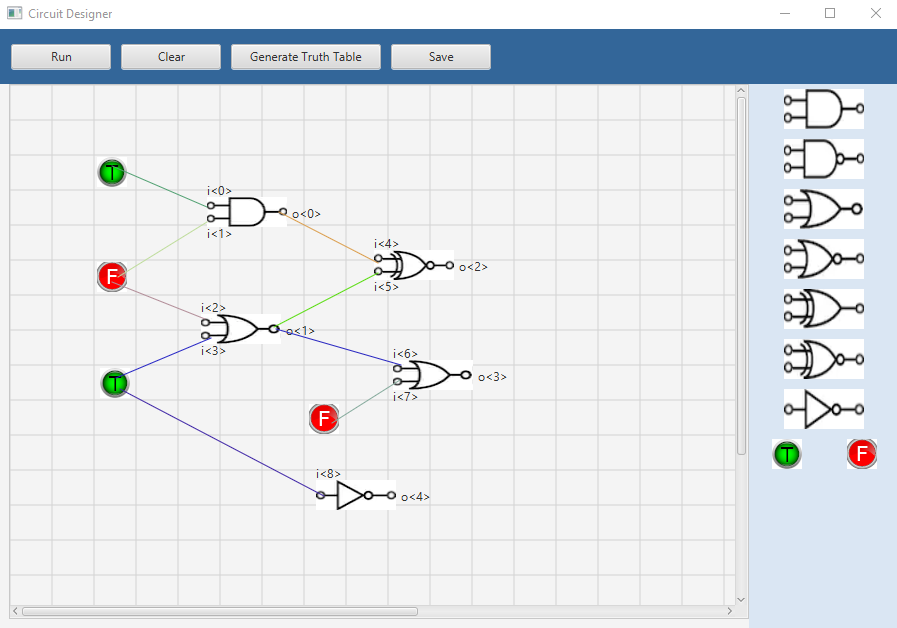 Circuit Designer
Run Clear Generate Truth Table Save
T
i<0>
o<0>
i<1>
i<4>
F
o<2>
i<5>
i<2>
o<1>
i<3>
i<6>
T
o<3>
i<7>
F
i<8>
o<4>
T F